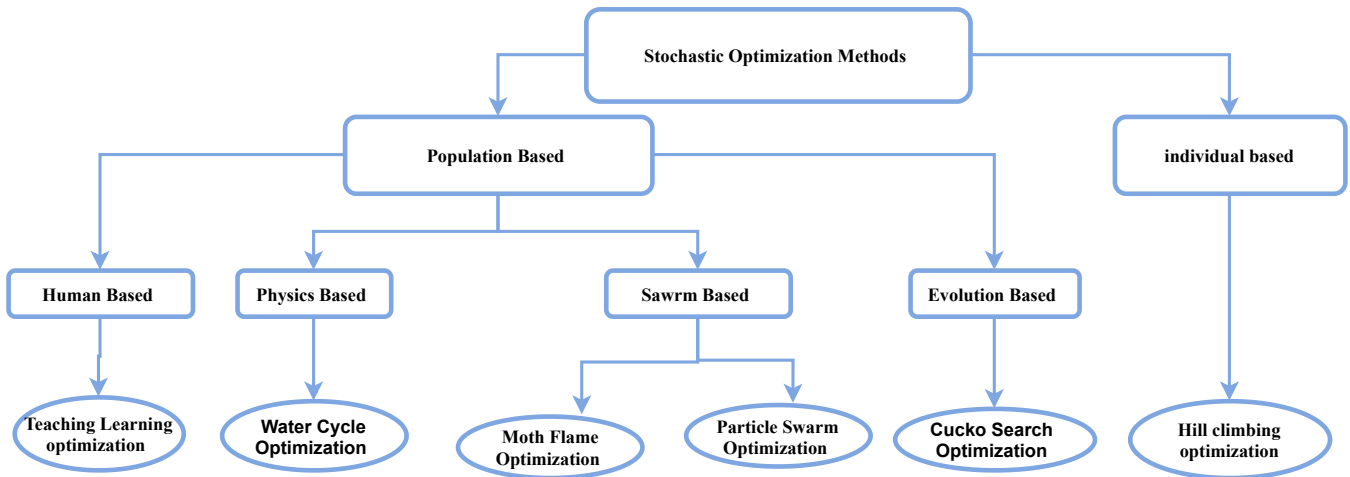 Stochastic Optimization Methods
Population Based
individual based
Human Based
Physics Based
Sawrm Based
Evolution Based
Teaching Learning
optimization
Water Cycle
Optimization
Moth Flame
Optimization
Particle Swarm
Optimization
Cucko Search
Optimization
Hill climbing
optimization